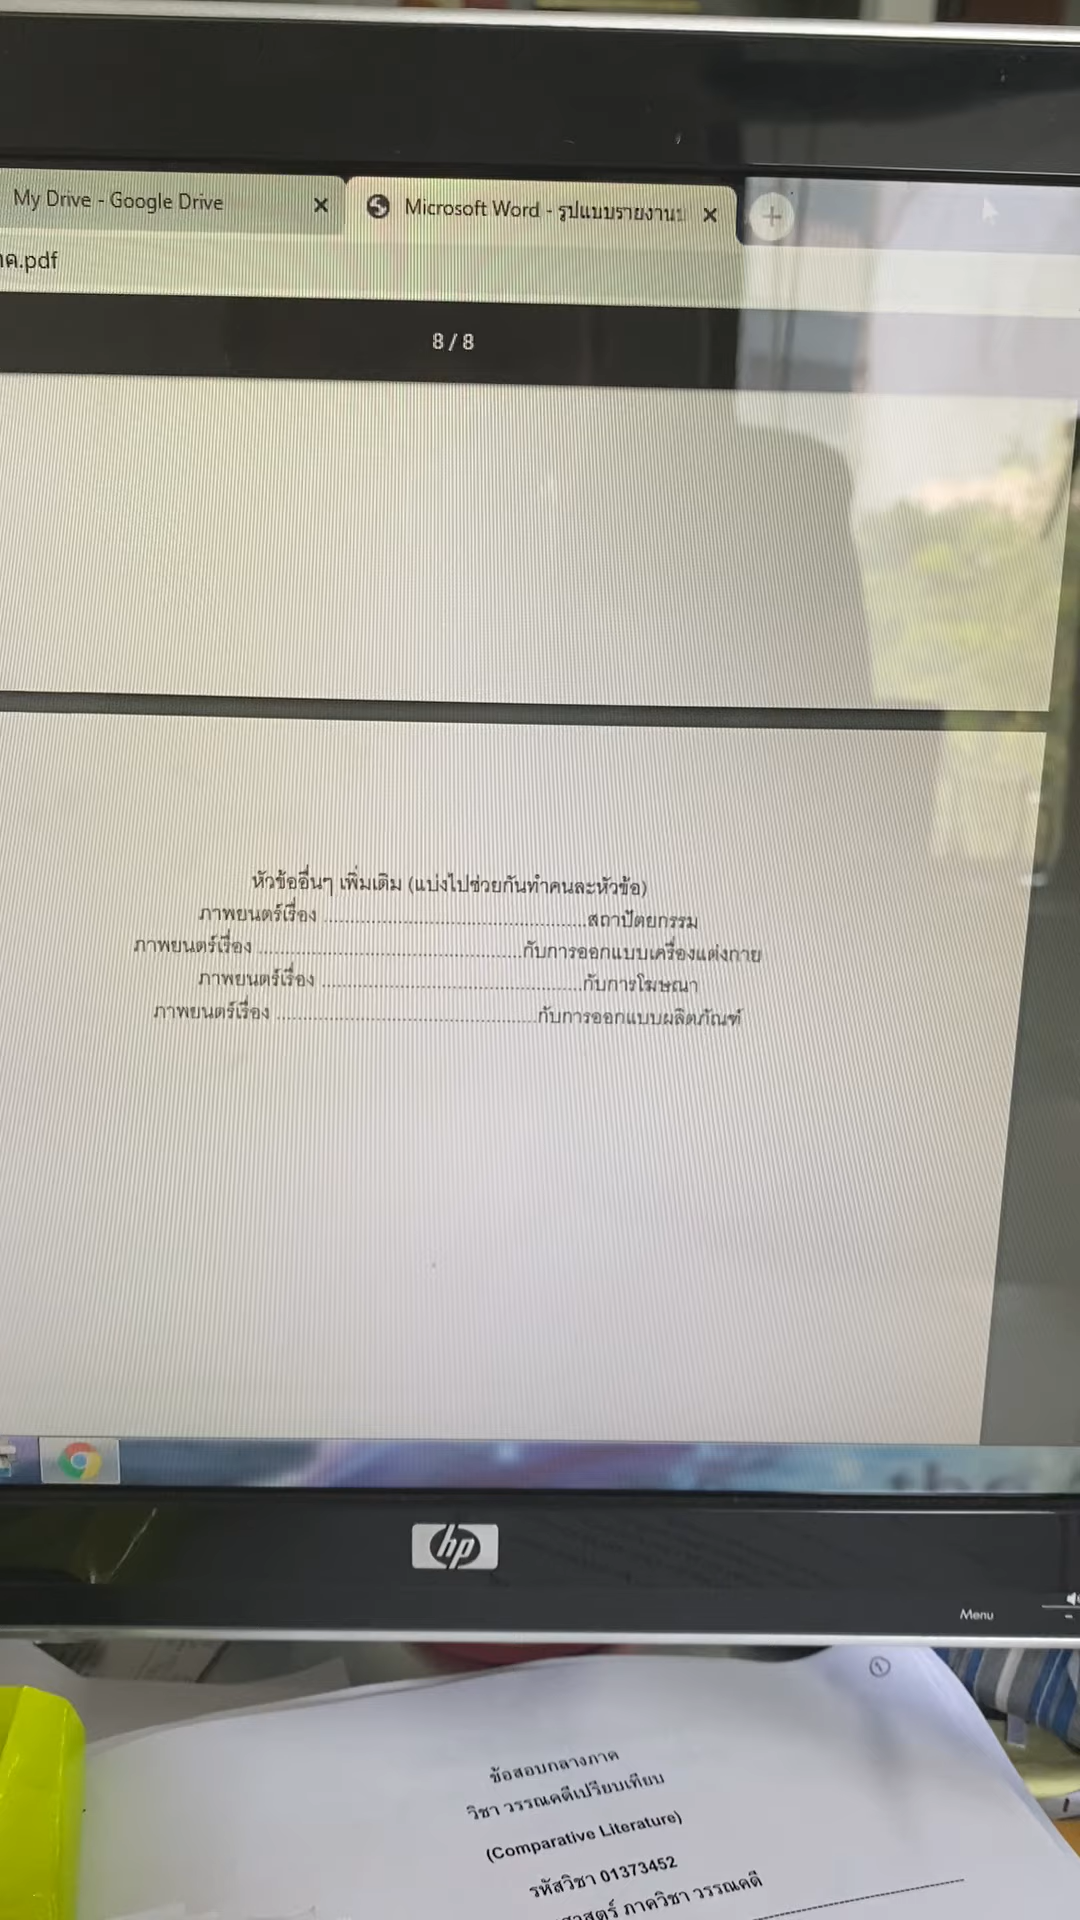 My Drive - Google Drive
Microsoft Word - รูปแบบรายงาน
าค.pdf
8 / 8
หัวข้ออื่นๆ เพิ่มเติม (แบ่งไปช่วยกันทำคนละหัวข้อ)
ภาพยนตร์เรื่อง ................................................สถาปัตยกรรม
ภาพยนตร์เรื่อง ................................................กับการออกแบบเครื่องแต่งกาย
ภาพยนตร์เรื่อง ................................................กับการโฆษณา
ภาพยนตร์เรื่อง ................................................กับการออกแบบผลิตภัณฑ์
hp
Menu
1
ข้อสอบกลางภาค
วิชา วรรณคดีเปรียบเทียบ
(Comparative Literature)
รหัสวิชา 01373452
ศาสตร์ ภาควิชา วรรณคดี